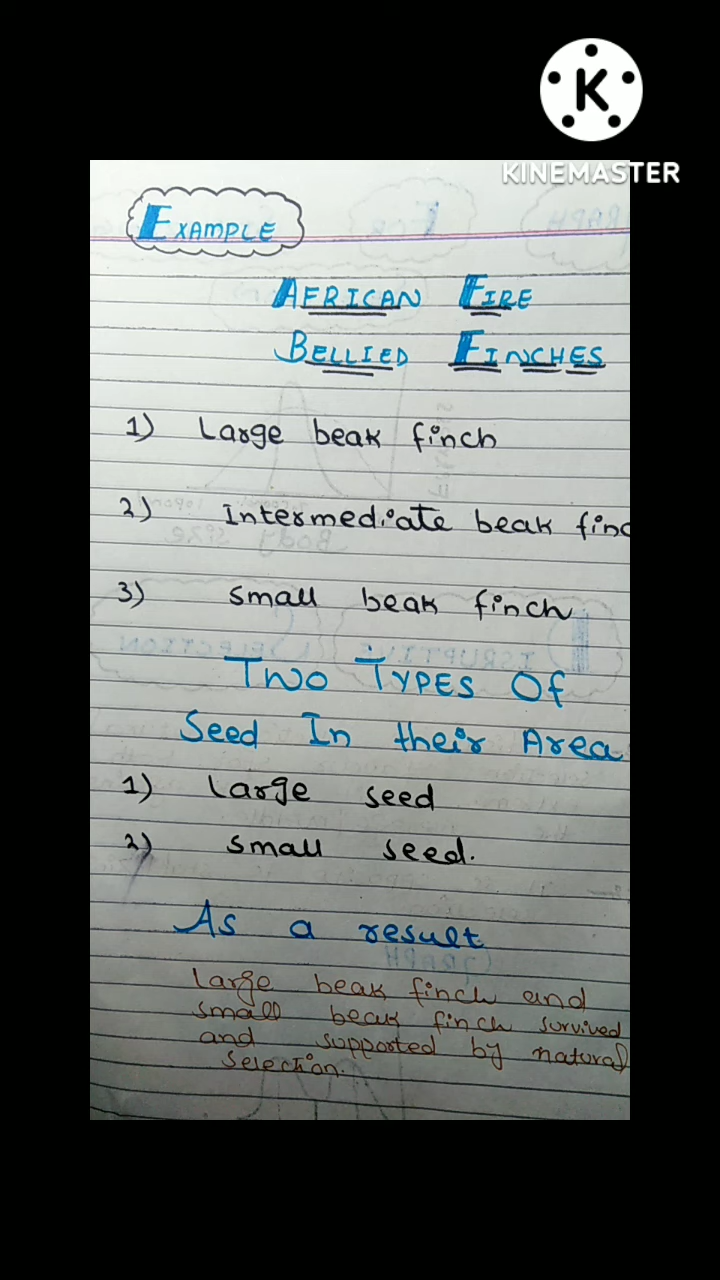 K
KINEMASTER
EXAMPLE
AFRICAN FIRE
BELLIED FINCHES
1) Large beak finch
2) Intermediate beak finc
3) small beak finch
TWO TYPES Of
Seed In their Area
1) Large seed
2) small seed.
As a result
Large beak finch and
small beak finch survived
and supported by natural
selection.